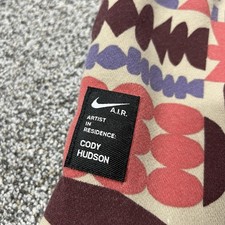 A.I.R.
ARTIST
IN
RESIDENCE:
CODY
HUDSON